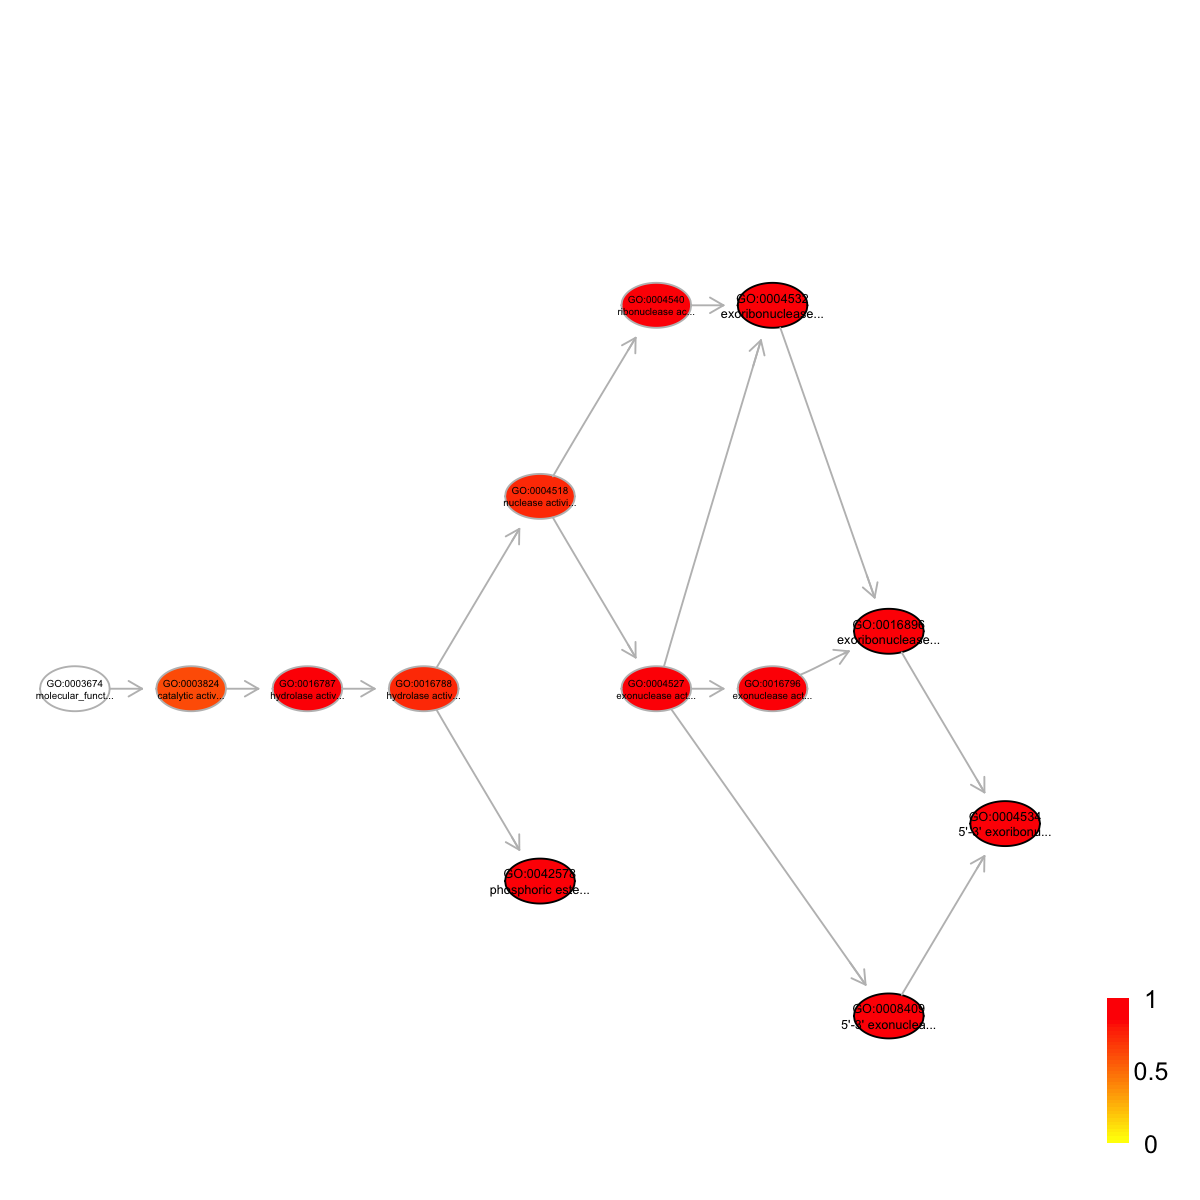 GO:0004540
ribonuclease ac...
GO:0004532
exoribonuclease...
GO:0004518
nuclease activi...
GO:0016896
exoribonuclease...
GO:0003674
molecular_funct...
GO:0003824
catalytic activ...
GO:0016787
hydrolase activ...
GO:0016788
hydrolase activ...
GO:0004527
exonuclease act...
GO:0016796
exonuclease act...
GO:0004534
5'-3' exoribonu...
GO:0042578
phosphoric este...
GO:0008409
5'-3' exonuclea...
1
0.5
0